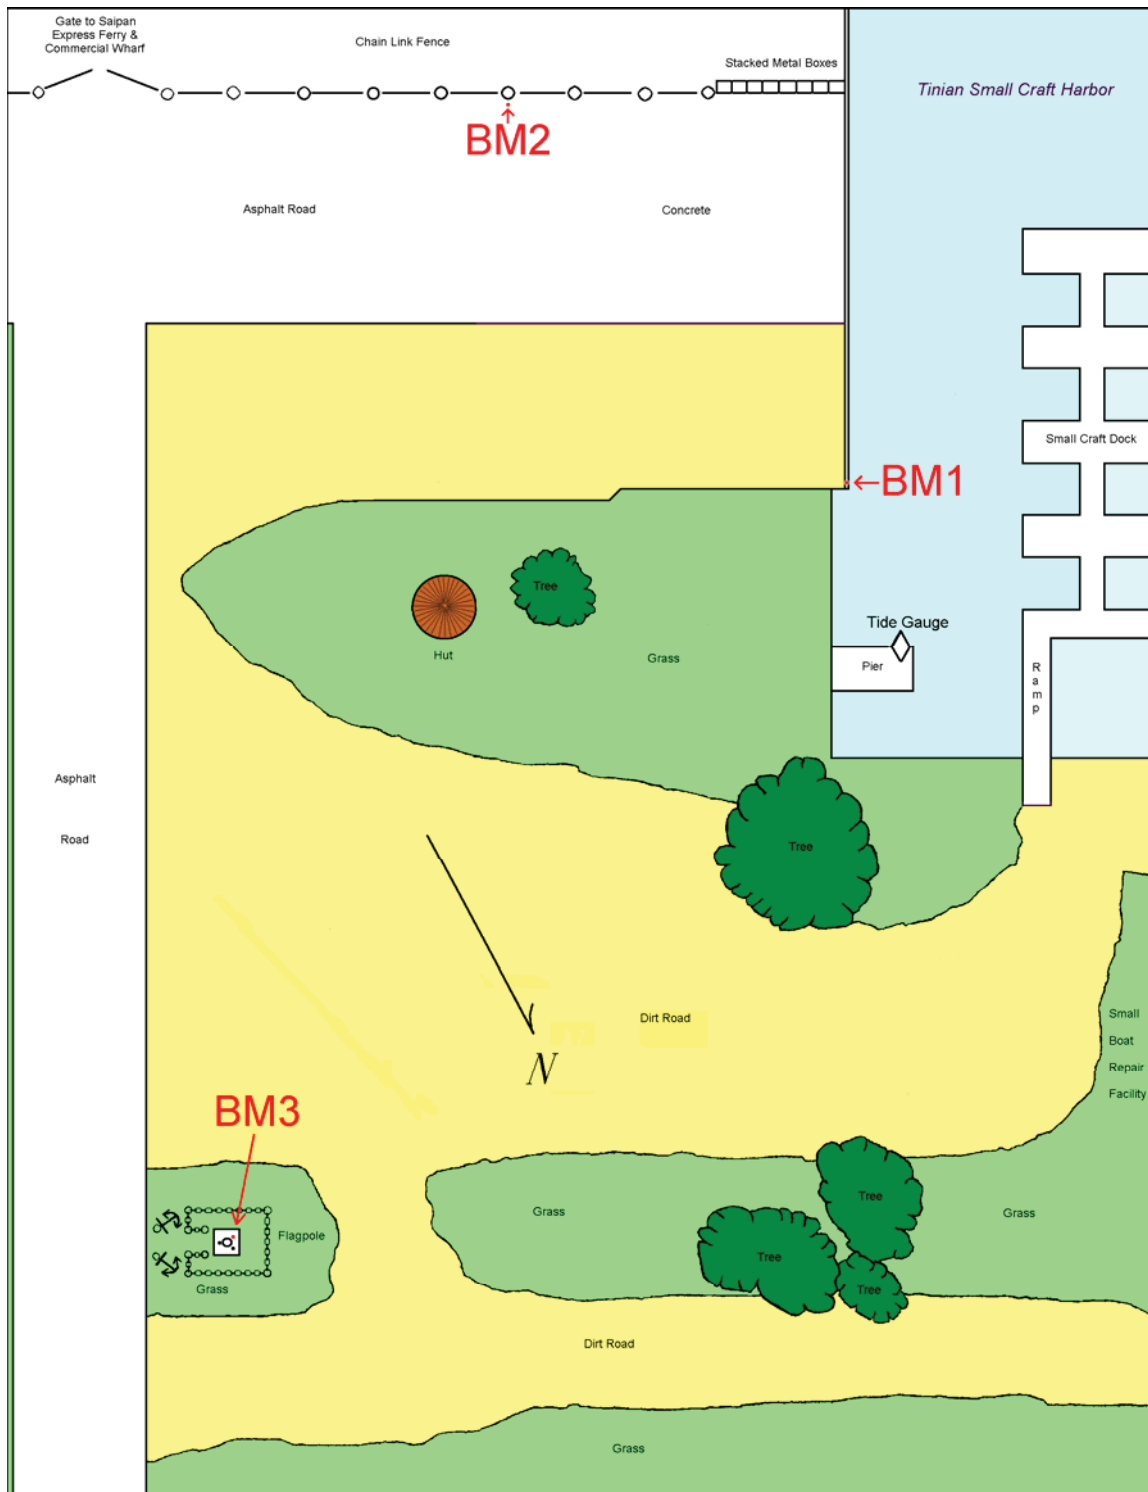 Gate to Saipan
Express Ferry &
Commercial Wharf
Chain Link Fence
Stacked Metal Boxes
Tinian Small Craft Harbor
BM2
Asphalt Road
Concrete
Small Craft Dock
BM1
Tree
Hut
Grass
Tide Gauge
Pier
Ramp
Asphalt
Road
Tree
Dirt Road
N
Small
Boat
Repair
Facility
BM3
Flagpole
Grass
Grass
Tree
Grass
Tree
Tree
Dirt Road
Grass